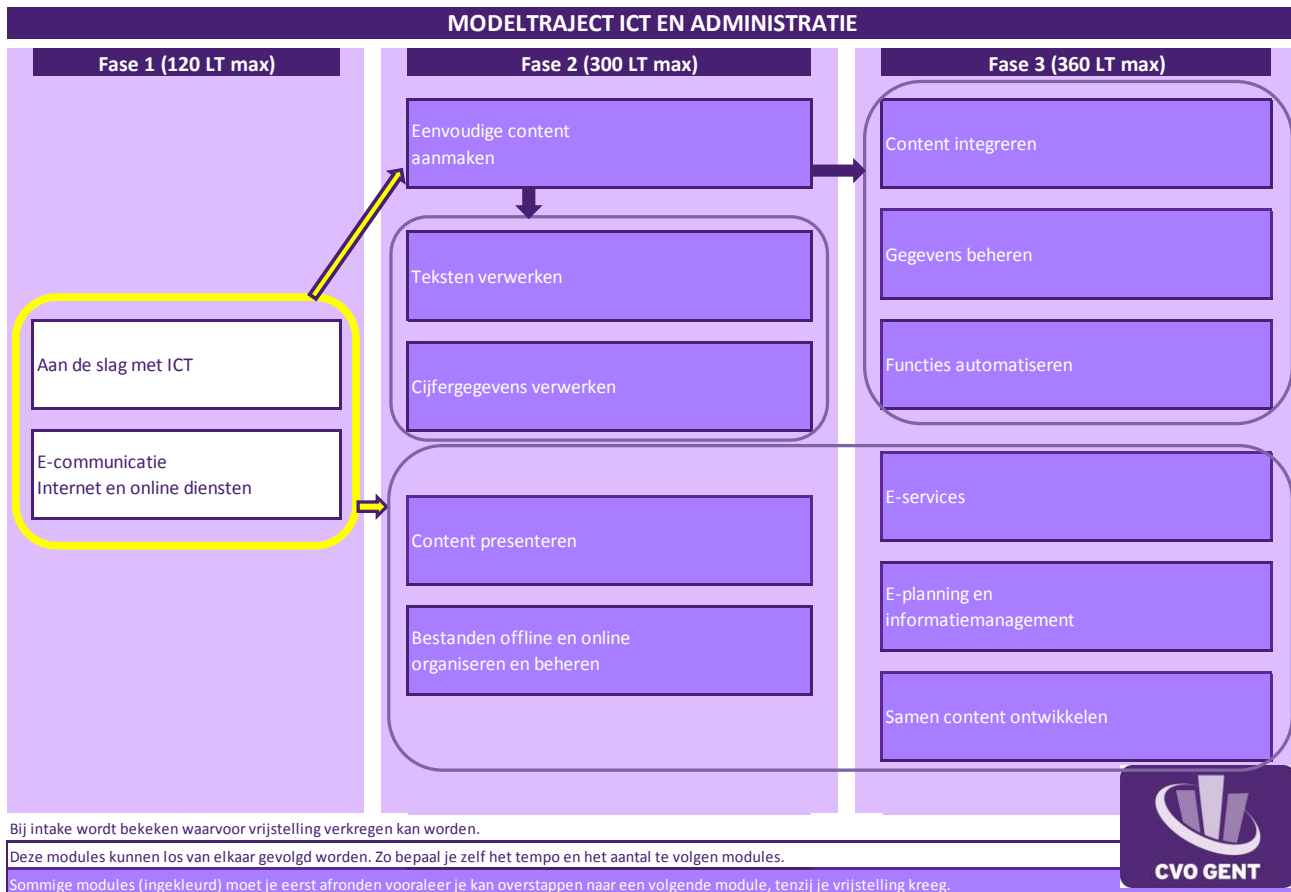 MODELTRAJECT ICT EN ADMINISTRATIE
Fase 1 (120 LT max)
Aan de slag met ICT
E-communicatie
Internet en online diensten
Fase 2 (300 LT max)
Eenvoudige content
aanmaken
Teksten verwerken
Cijfergegevens verwerken
Content presenteren
Bestanden offline en online
organiseren en beheren
Fase 3 (360 LT max)
Content integreren
Gegevens beheren
Functies automatiseren
E-services
E-planning en
informatiemanagement
Samen content ontwikkelen
Bij intake wordt bekeken waarvoor vrijstelling verkregen kan worden.
Deze modules kunnen los van elkaar gevolgd worden. Zo bepaal je zelf het tempo en het aantal te volgen modules.
Sommige modules (ingekleurd) moet je eerst afronden vooraleer je kan overstappen naar een volgende module, tenzij je vrijstelling kreeg.
CVO GENT